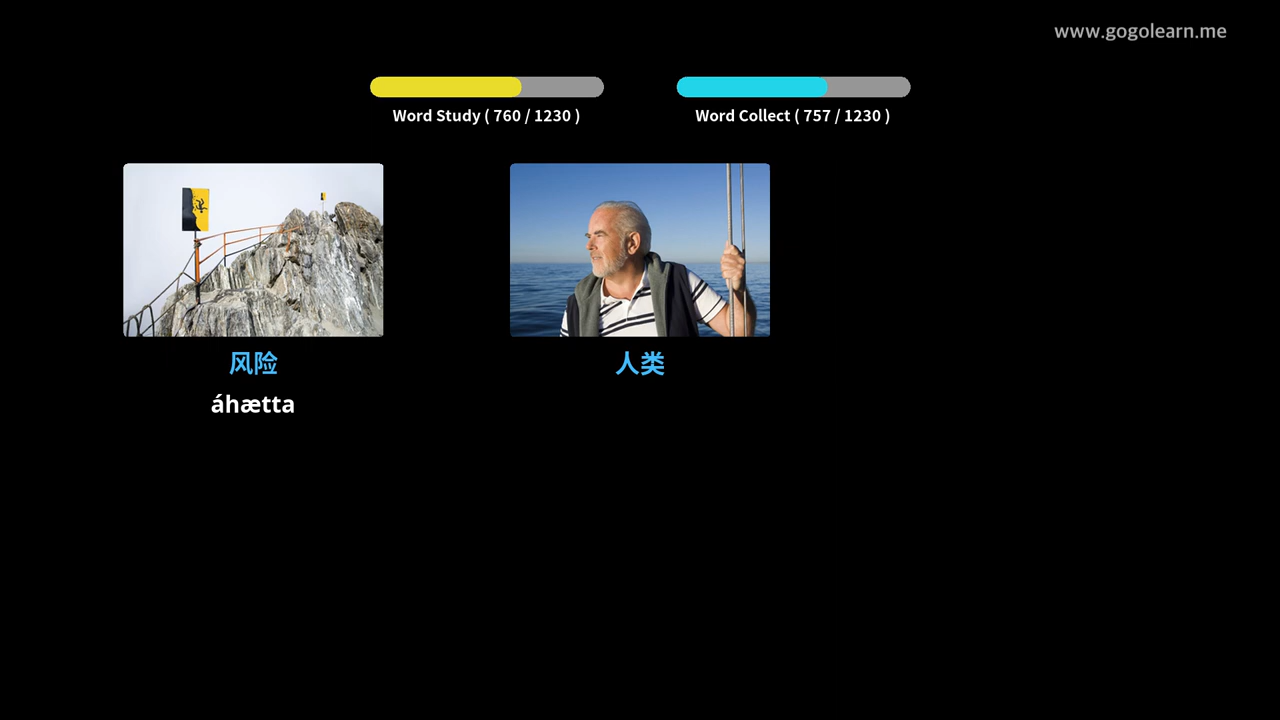 www.gogolearn.me
Word Study ( 760 / 1230 )
Word Collect ( 757 / 1230 )
风险
人类
áhætta